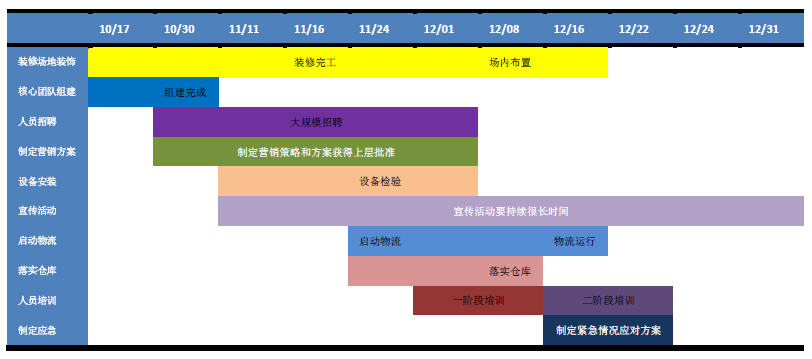 10/17 10/30 11/11 11/16 11/24 12/01 12/08 12/16 12/22 12/24 12/31
装修场地装饰 装修完工 场内布置
核心团队组建 组建完成
人员招聘 大规模招聘
制定营销方案 制定营销策略和方案获得上层批准
设备安装 设备检验
宣传活动 宣传活动要持续很长时间
启动物流 启动物流 物流运行
落实仓库 落实仓库
人员培训 一阶段培训 二阶段培训
制定应急 制定紧急情况应对方案